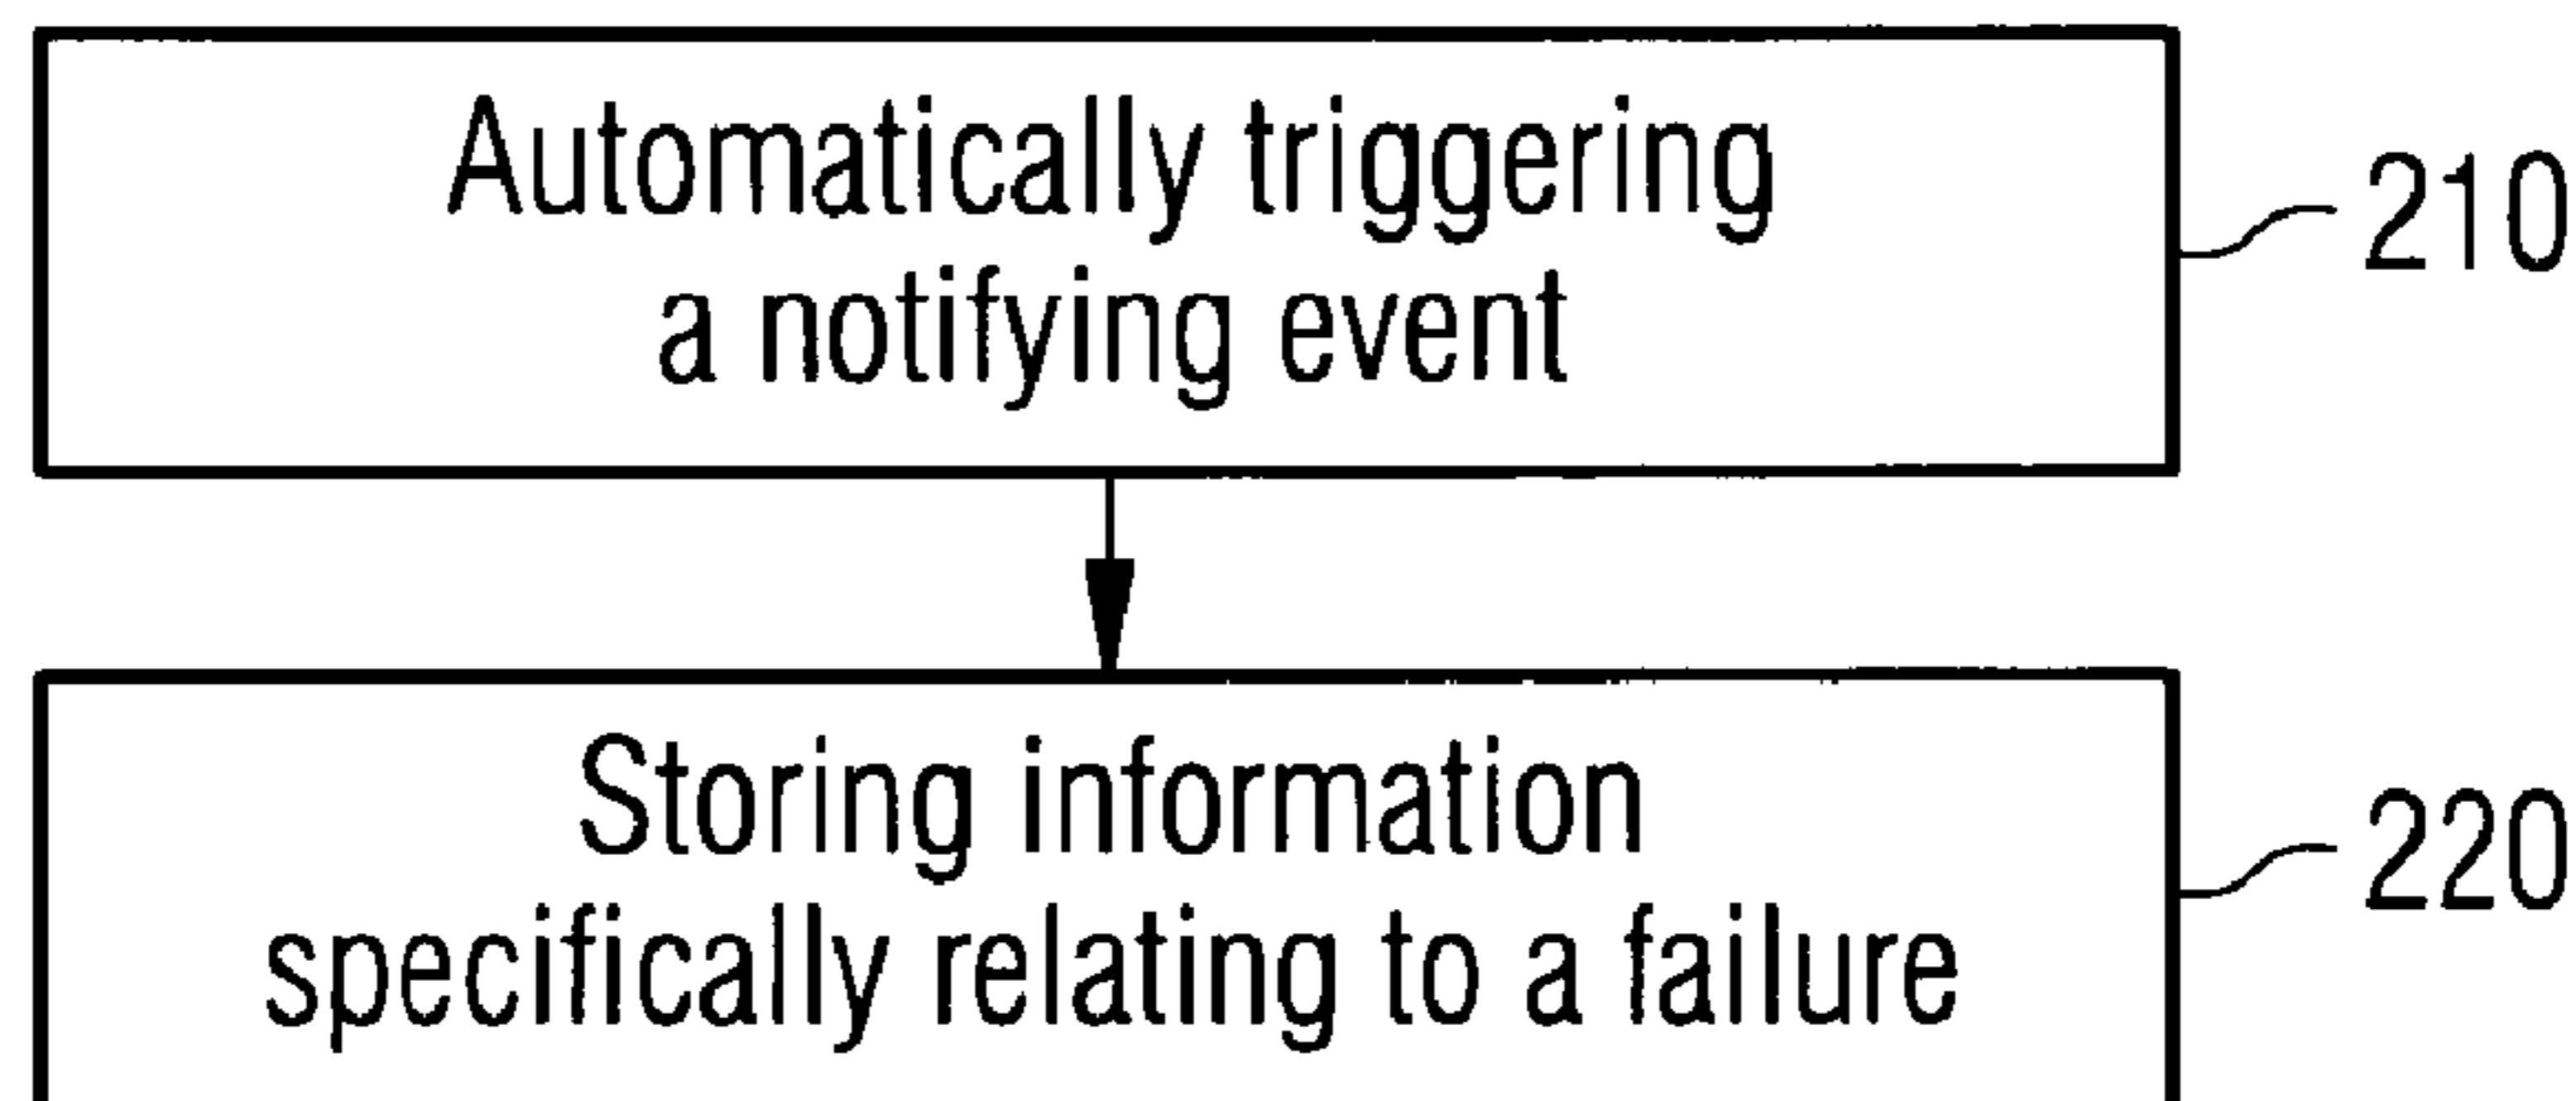 Automatically triggering
a notifying event
210
Storing information
specifically relating to a failure
220